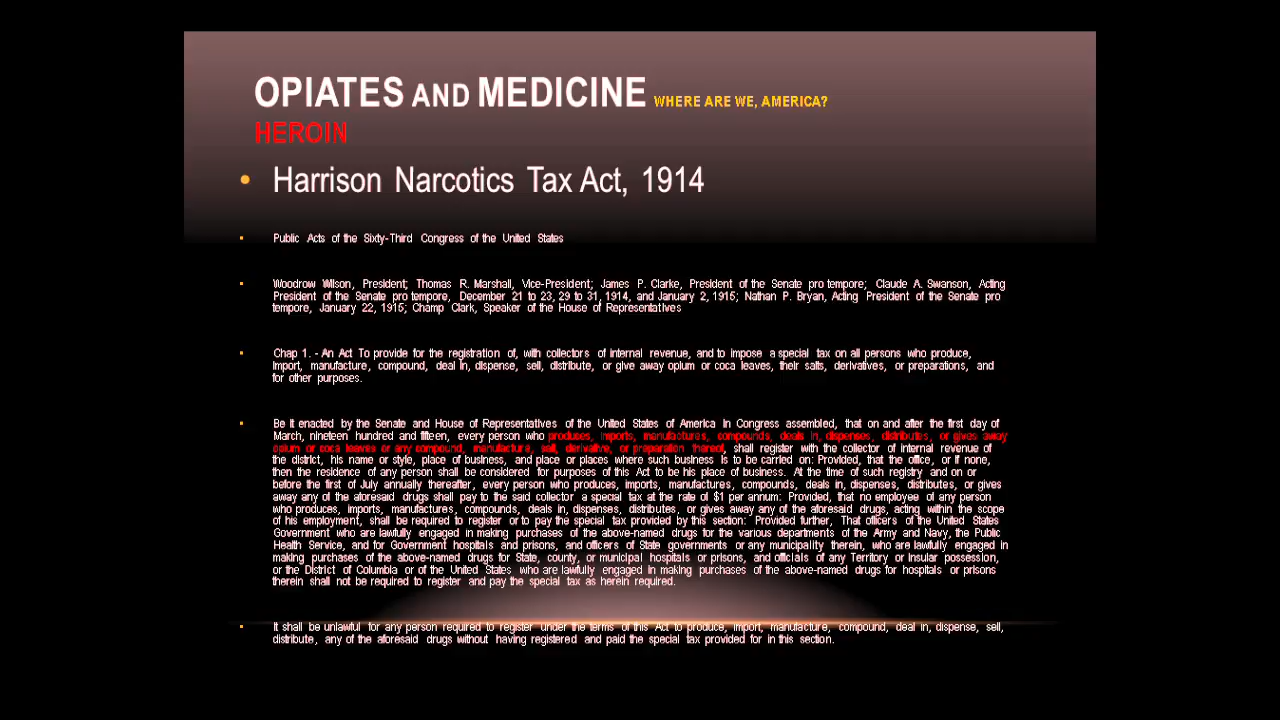 OPIATES AND MEDICINE WHERE ARE WE, AMERICA?
HEROIN
• Harrison Narcotics Tax Act, 1914
• Public Acts of the Sixty-Third Congress of the United States
• Woodrow Wilson, President; Thomas R. Marshall, Vice-President; James P. Clarke, President of the Senate pro tempore; Claude A. Swanson, Acting
President of the Senate pro tempore, December 21 to 23, 29 to 31, 1914, and January 2, 1915; Nathan P. Bryan, Acting President of the Senate pro
tempore, January 22, 1915; Champ Clark, Speaker of the House of Representatives
• Chap 1. - An Act To provide for the registration of, with collectors of internal revenue, and to impose a special tax on all persons who produce,
import, manufacture, compound, deal in, dispense, sell, distribute, or give away opium or coca leaves, their salts, derivatives, or preparations, and
for other purposes.
• Be it enacted by the Senate and House of Representatives of the United States of America in Congress assembled, that on and after the first day of
March, nineteen hundred and fifteen, every person who produces, imports, manufactures, compounds, deals in, dispenses, distributes, or gives away
opium or coca leaves or any compound, manufacture, salt, derivative, or preparation thereof, shall register with the collector of internal revenue of
the district, his name or style, place of business, and place or places where such business is to be carried on: Provided, that the office, or if none,
then the residence of any person shall be considered for purposes of this Act to be his place of business. At the time of such registry and on or
before the first of July annually thereafter, every person who produces, imports, manufactures, compounds, deals in, dispenses, distributes, or gives
away any of the aforesaid drugs shall pay to the said collector a special tax at the rate of $1 per annum: Provided, that no employee of any person
who produces, imports, manufactures, compounds, deals in, dispenses, distributes, or gives away any of the aforesaid drugs, acting within the scope
of his employment, shall be required to register or to pay the special tax provided by this section: Provided further, That officers of the United States
Government who are lawfully engaged in making purchases of the above-named drugs for the various departments of the Army and Navy, the Public
Health Service, and for Government hospitals and prisons, and officers of State governments or any municipality therein, who are lawfully engaged in
making purchases of the above-named drugs for State, county, or municipal hospitals or prisons, and officials of any Territory or insular possession,
or the District of Columbia or of the United States who are lawfully engaged in making purchases of the above-named drugs for hospitals or prisons
therein shall not be required to register and pay the special tax as herein required.
• It shall be unlawful for any person required to register under the terms of this Act to produce, import, manufacture, compound, deal in, dispense, sell,
distribute, any of the aforesaid drugs without having registered and paid the special tax provided for in this section.